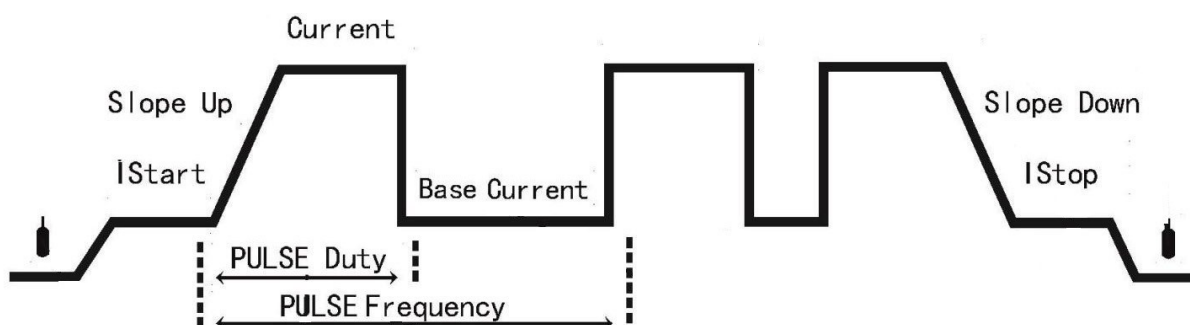 Current
Slope Up
Slope Down
IStart
IStop
Base Current
PULSE Duty
PULSE Frequency